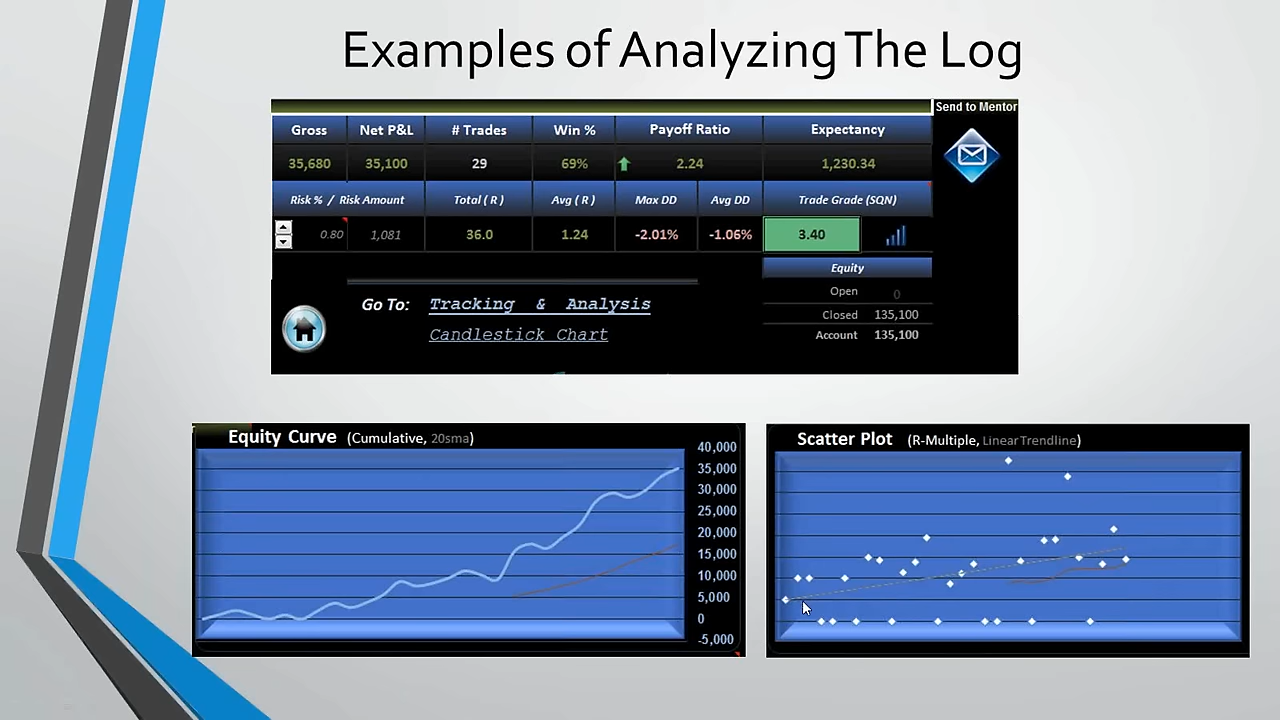 Examples of Analyzing The Log
Send to Mentor
Gross Net P&L # Trades Win % Payoff Ratio Expectancy
35,680 35,100 29 69% 2.24 1,230.34
Risk % / Risk Amount Total ( R ) Avg ( R ) Max DD Avg DD Trade Grade (SQN)
0.80 1,081 36.0 1.24 -2.01% -1.06% 3.40
Equity
Open 0
Closed 135,100
Account 135,100
Go To: Tracking & Analysis
Candlestick Chart
Equity Curve (Cumulative, 20sma)
40,000
35,000
30,000
25,000
20,000
15,000
10,000
5,000
0
-5,000
Scatter Plot (R-Multiple, Linear Trendline)